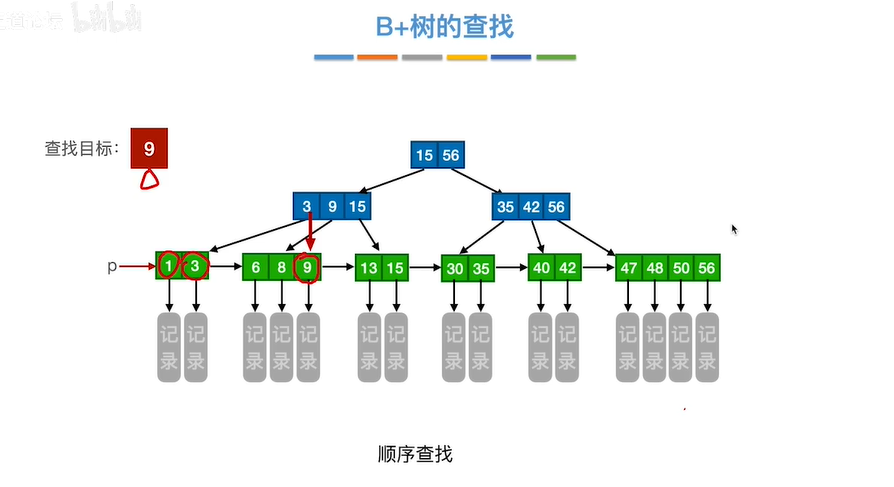 bilibili
B+树的查找
查找目标： 9
15 56
3 9 15
35 42 56
p
1 3
6 8 9
13 15
30 35
40 42
47 48 50 56
记录 记录 记录 记录 记录 记录 记录 记录 记录 记录 记录 记录 记录 记录 记录
顺序查找